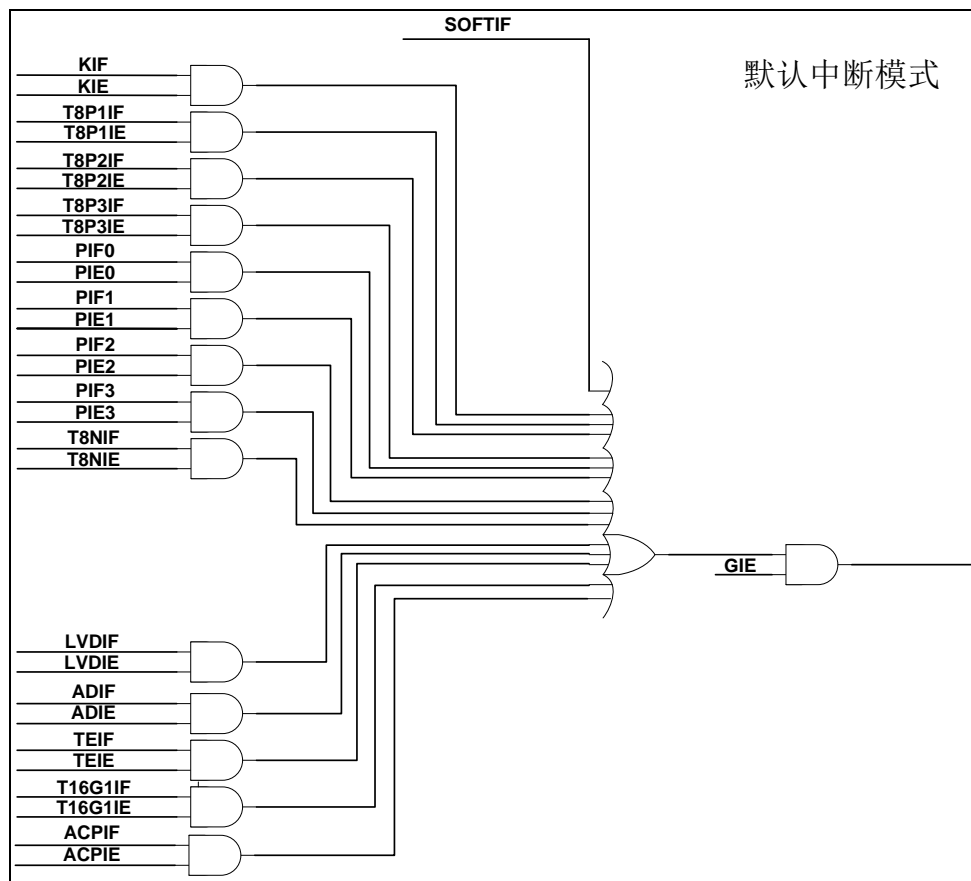 SOFTIF
默认中断模式
KIF
KIE
T8P1IF
T8P1IE
T8P2IF
T8P2IE
T8P3IF
T8P3IE
PIF0
PIE0
PIF1
PIE1
PIF2
PIE2
PIF3
PIE3
T8NIF
T8NIE
GIE
LVDIF
LVDIE
ADIF
ADIE
TEIF
TEIE
T16G1IF
T16G1IE
ACPIF
ACPIE